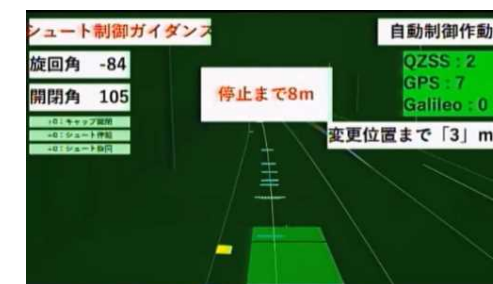 シュート制御ガイダンス
自動制御作動
旋回角 -84
開閉角 105
停止まで8m
QZSS : 2
GPS : 7
Galileo : 0
変更位置まで「3」m